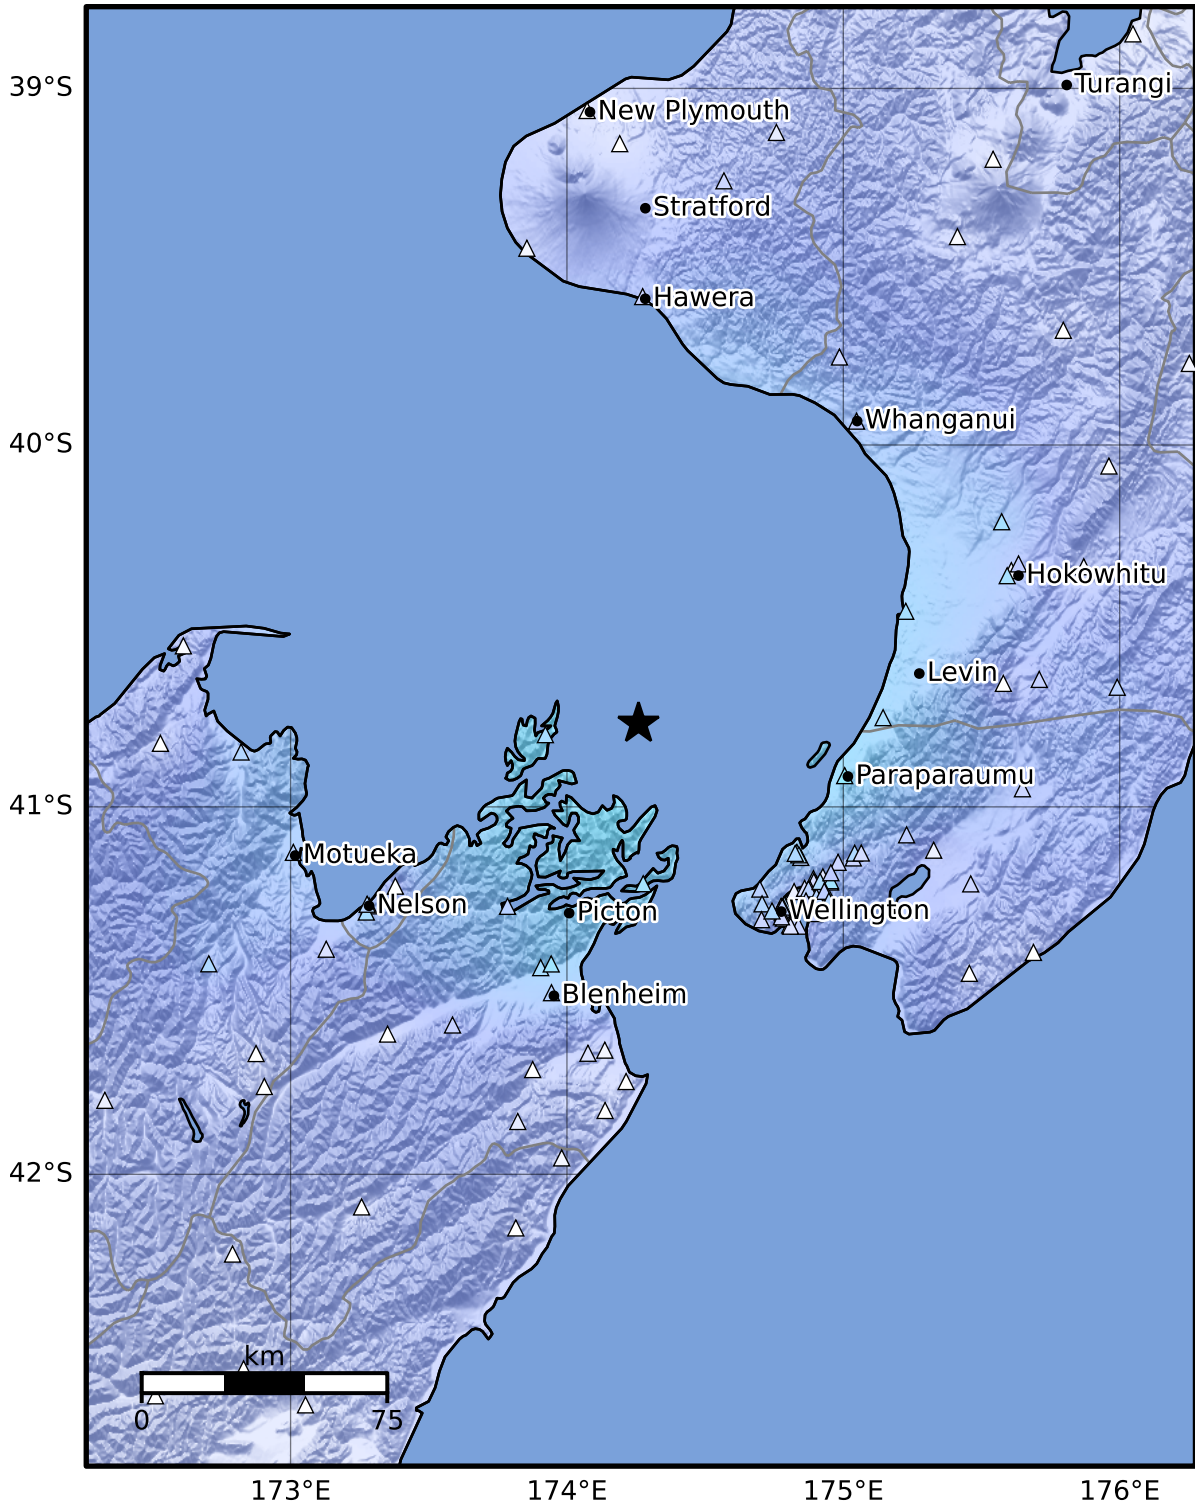 39°S
40°S
41°S
42°S
Turangi
New Plymouth
Stratford
Hawera
Whanganui
Hokowhitu
Levin
Paraparaumu
Motueka
Nelson
Picton
Wellington
Blenheim
km
0 75
173°E 174°E 175°E 176°E